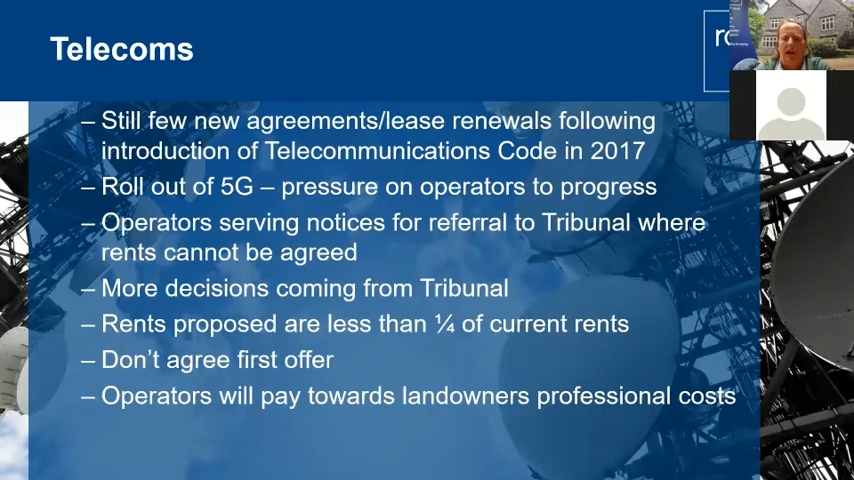 Telecoms
– Still few new agreements/lease renewals following
introduction of Telecommunications Code in 2017
– Roll out of 5G – pressure on operators to progress
– Operators serving notices for referral to Tribunal where
rents cannot be agreed
– More decisions coming from Tribunal
– Rents proposed are less than ¼ of current rents
– Don’t agree first offer
– Operators will pay towards landowners professional costs